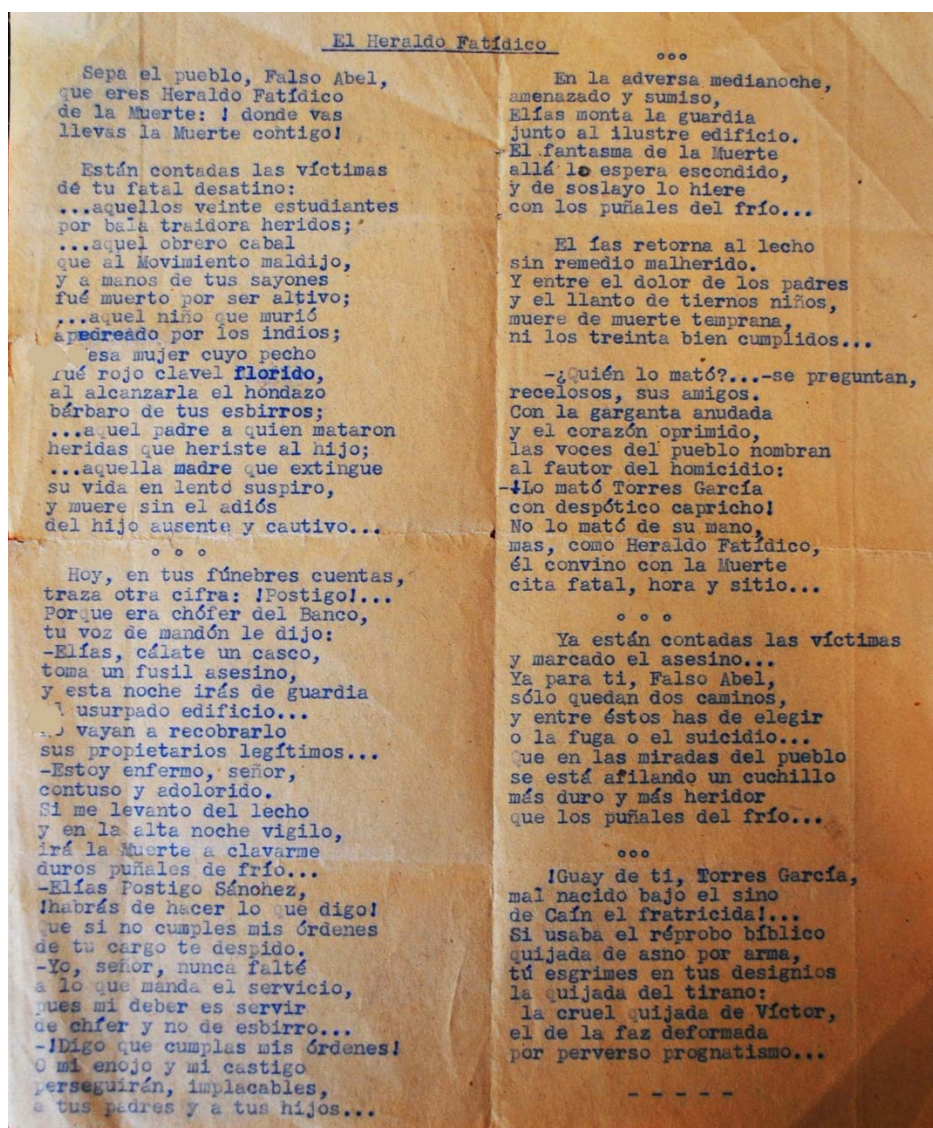 El Heraldo Fatídico
Sepa el pueblo, Falso Abel,
que eres Heraldo Fatídico
de la Muerte: ! donde vas
llevas la Muerte contigo!
Están contadas las víctimas
de tu fatal desatino:
...aquellos veinte estudiantes
por bala traidora heridos;
...aquel obrero cabal
que al Movimiento maldijo,
y a manos de tus sayones
fué muerto por ser altivo;
...aquel niño que murió
apedreado por los indios;
esa mujer cuyo pecho
fué rojo clavel florido,
al alcanzarla el hondazo
bárbaro de tus esbirros;
...aquel padre a quien mataron
heridas que heriste al hijo;
...aquella madre que extingue
su vida en lento suspiro,
y muere sin el adiós
del hijo ausente y cautivo...
o o o
Hoy, en tus fúnebres cuentas,
traza otra cifra: !Postigo!...
Porque era chófer del Banco,
tu voz de mandón le dijo:
-Elías, cálate un casco,
toma un fusil asesino,
y esta noche irás de guardia
usurpado edificio...
vayan a recobrarlo
sus propietarios legítimos...
-Estoy enfermo, señor,
contuso y adolorido.
Si me levanto del lecho
y en la alta noche vigilo,
irá la Muerte a clavarme
duros puñales de frío...
-Elías Postigo Sánohez,
!habrás de hacer lo que digo!
que si no cumples mis órdenes
de tu cargo te despido.
-Yo, señor, nunca falté
a lo que manda el servicio,
pues mi deber es servir
de chfer y no de esbirro...
-!Digo que cumplas mis órdenes!
O mi enojo y mi castigo
perseguirán, implacables,
a tus padres y a tus hijos...
ooo
En la adversa medianoche,
amenazado y sumiso,
Elías monta la guardia
junto al ilustre edificio.
El fantasma de la Muerte
allá lo espera escondido,
y de soslayo lo hiere
con los puñales del frío...
El ías retorna al lecho
sin remedio malherido.
Y entre el dolor de los padres
y el llanto de tiernos niños,
muere de muerte temprana,
ni los treinta bien cumplidos...
-¿Quién lo mató?...-se preguntan,
recelosos, sus amigos.
Con la garganta anudada
y el corazón oprimido,
las voces del pueblo nombran
al fautor del homicidio:
-!Lo mató Torres García
con despótico capricho!
No lo mató de su mano,
mas, como Heraldo Fatídico,
él convino con la Muerte
cita fatal, hora y sitio...
o o o
Ya están contadas las víctimas
y marcado el asesino...
Ya para ti, Falso Abel,
sólo quedan dos caminos,
y entre éstos has de elegir
o la fuga o el suicidio...
Que en las miradas del pueblo
se está afilando un cuchillo
más duro y más heridor
que los puñales del frío...
ooo
!Guay de ti, Torres García,
mal nacido bajo el sino
de Caín el fratricida!...
Si usaba el réprobo bíblico
quijada de asno por arma,
tú esgrimes en tus designios
la quijada del tirano:
la cruel quijada de Víctor,
el de la faz deformada
por perverso prognatismo...
- - - - -